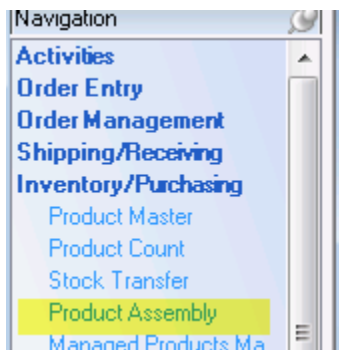 Navigation
Activities
Order Entry
Order Management
Shipping/Receiving
Inventory/Purchasing
Product Master
Product Count
Stock Transfer
Product Assembly
Managed Products Ma